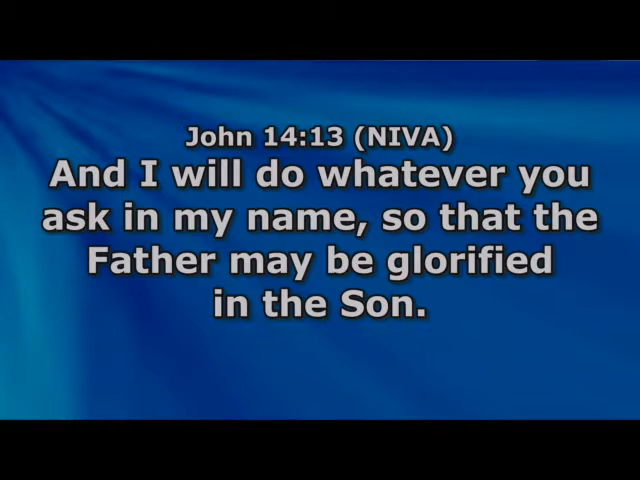 John 14:13 (NIVA)
And I will do whatever you
ask in my name, so that the
Father may be glorified
in the Son.